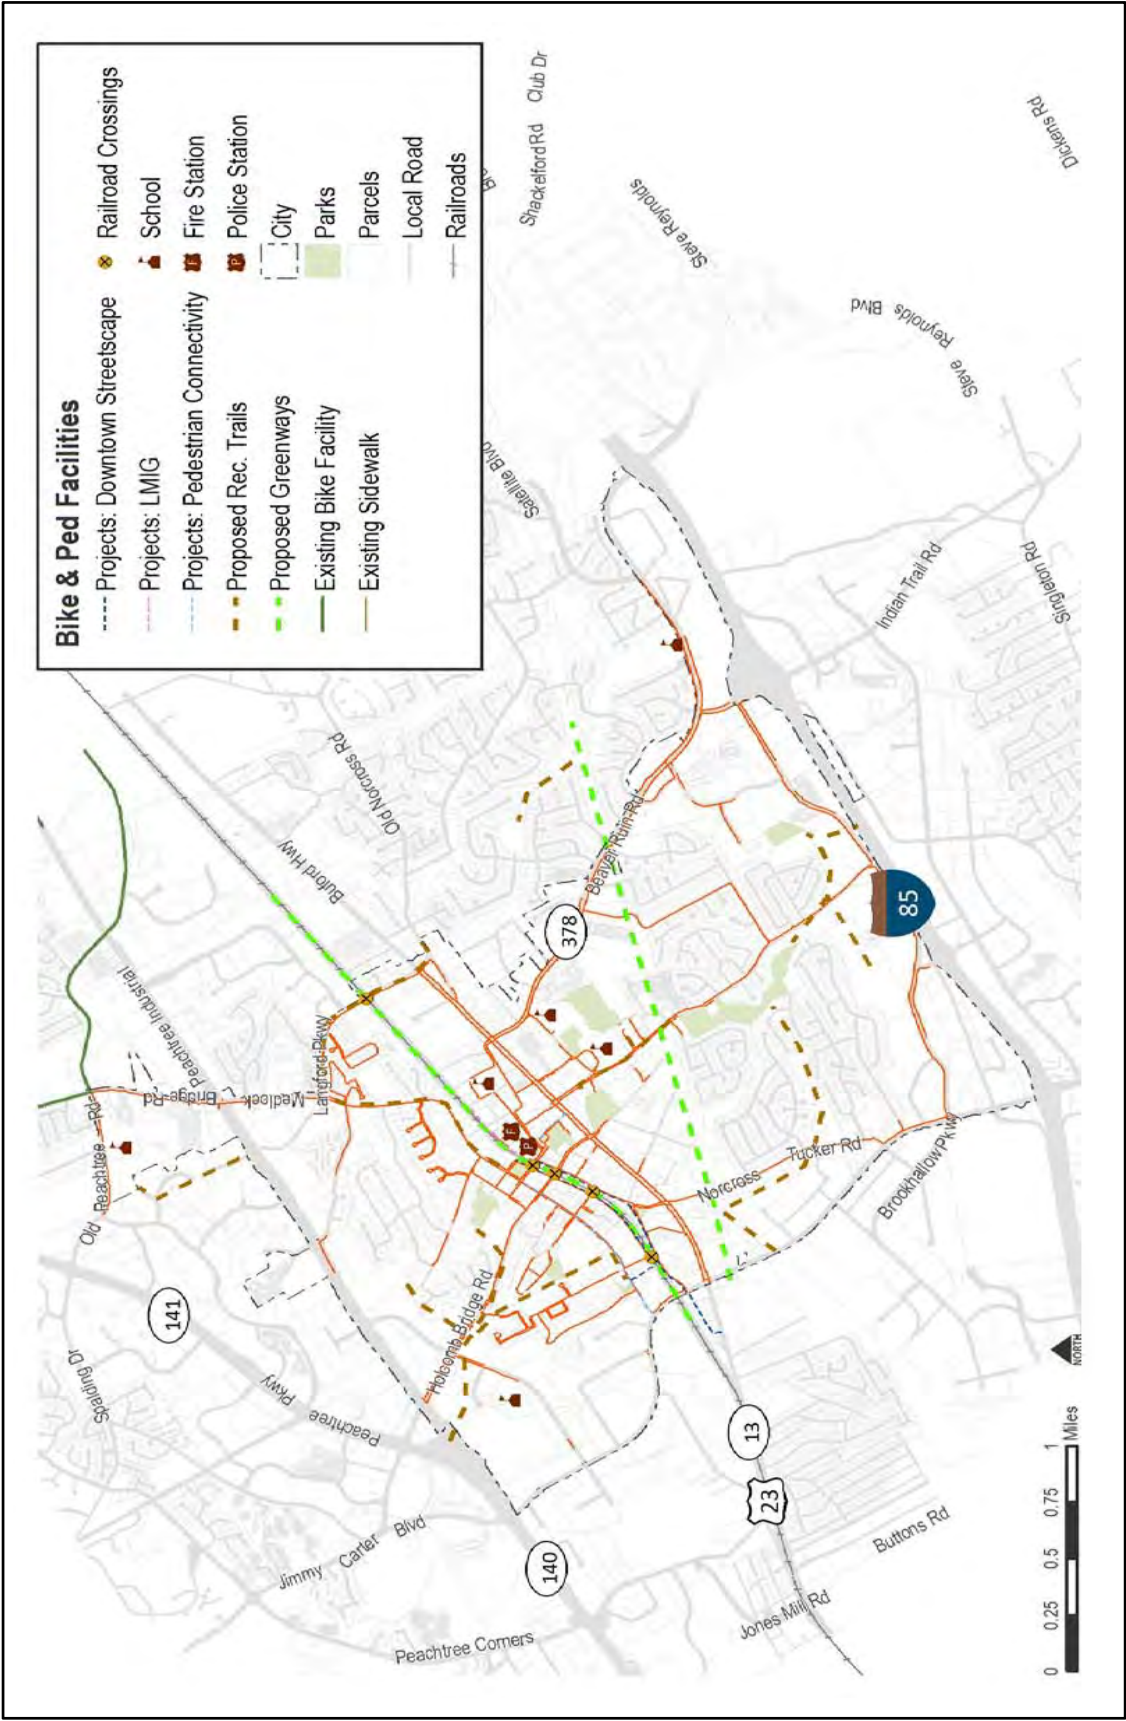 Bike & Ped Facilities
Projects: Downtown Streetscape
Projects: LMIG
Projects: Pedestrian Connectivity
Proposed Rec. Trails
Proposed Greenways
Existing Bike Facility
Existing Sidewalk
Railroad Crossings
School
Fire Station
Police Station
City
Parks
Parcels
Local Road
Railroads
Spalding Dr
141
Peachtree
Pkwy
Jimmy Carter Blvd
Peachtree Corners
140
Old Peachtree Rd
Medlock Bridge Rd
Peachtree Industrial
Langford Pkwy
Buford Hwy
Old Norcross Rd
Satellite Blvd
Shackelford Rd
Club Dr
Steve Reynolds
Steve Reynolds
Blvd
Dickens Rd
Holcomb Bridge Rd
F
P
378
Beaver Ruin Rd
Indian Trail Rd
Singleton Rd
85
Norcross
Tucker Rd
Brookhallow Pkwy
13
23
Buttons Rd
Jones Mill Rd
0
0.25
0.5
0.75
1
Miles
NORTH